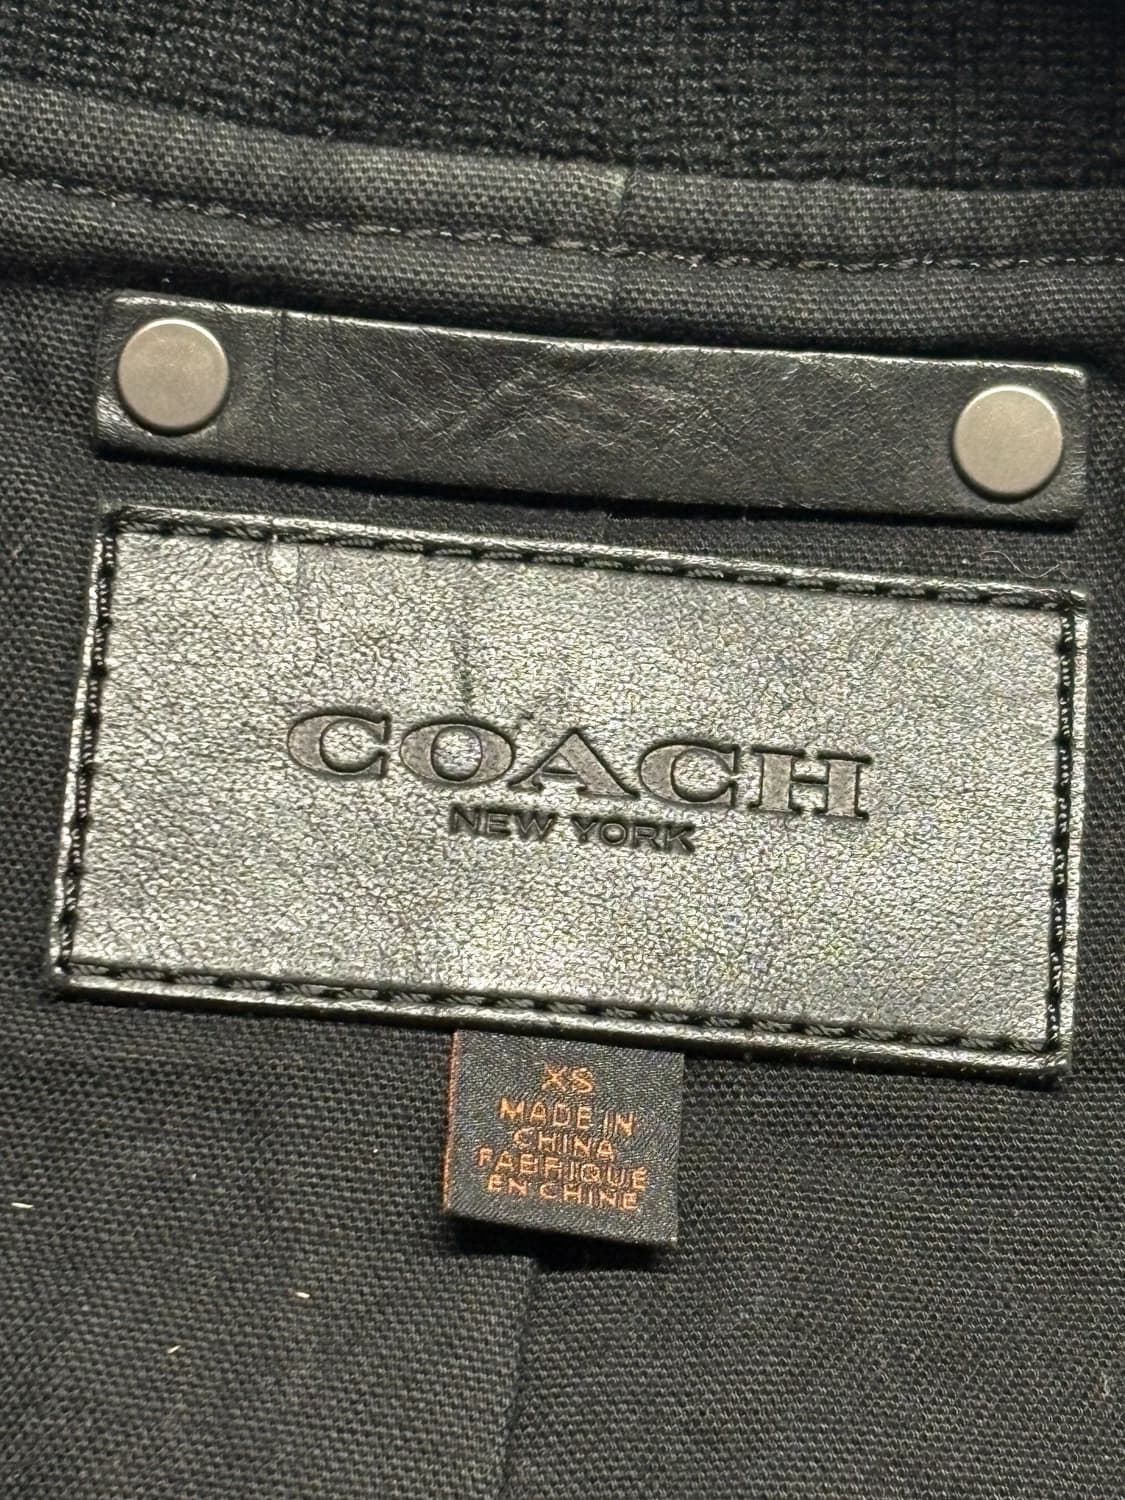 COACH
NEW YORK
XS
MADE IN
CHINA
FABRIQUÉ
EN CHINE